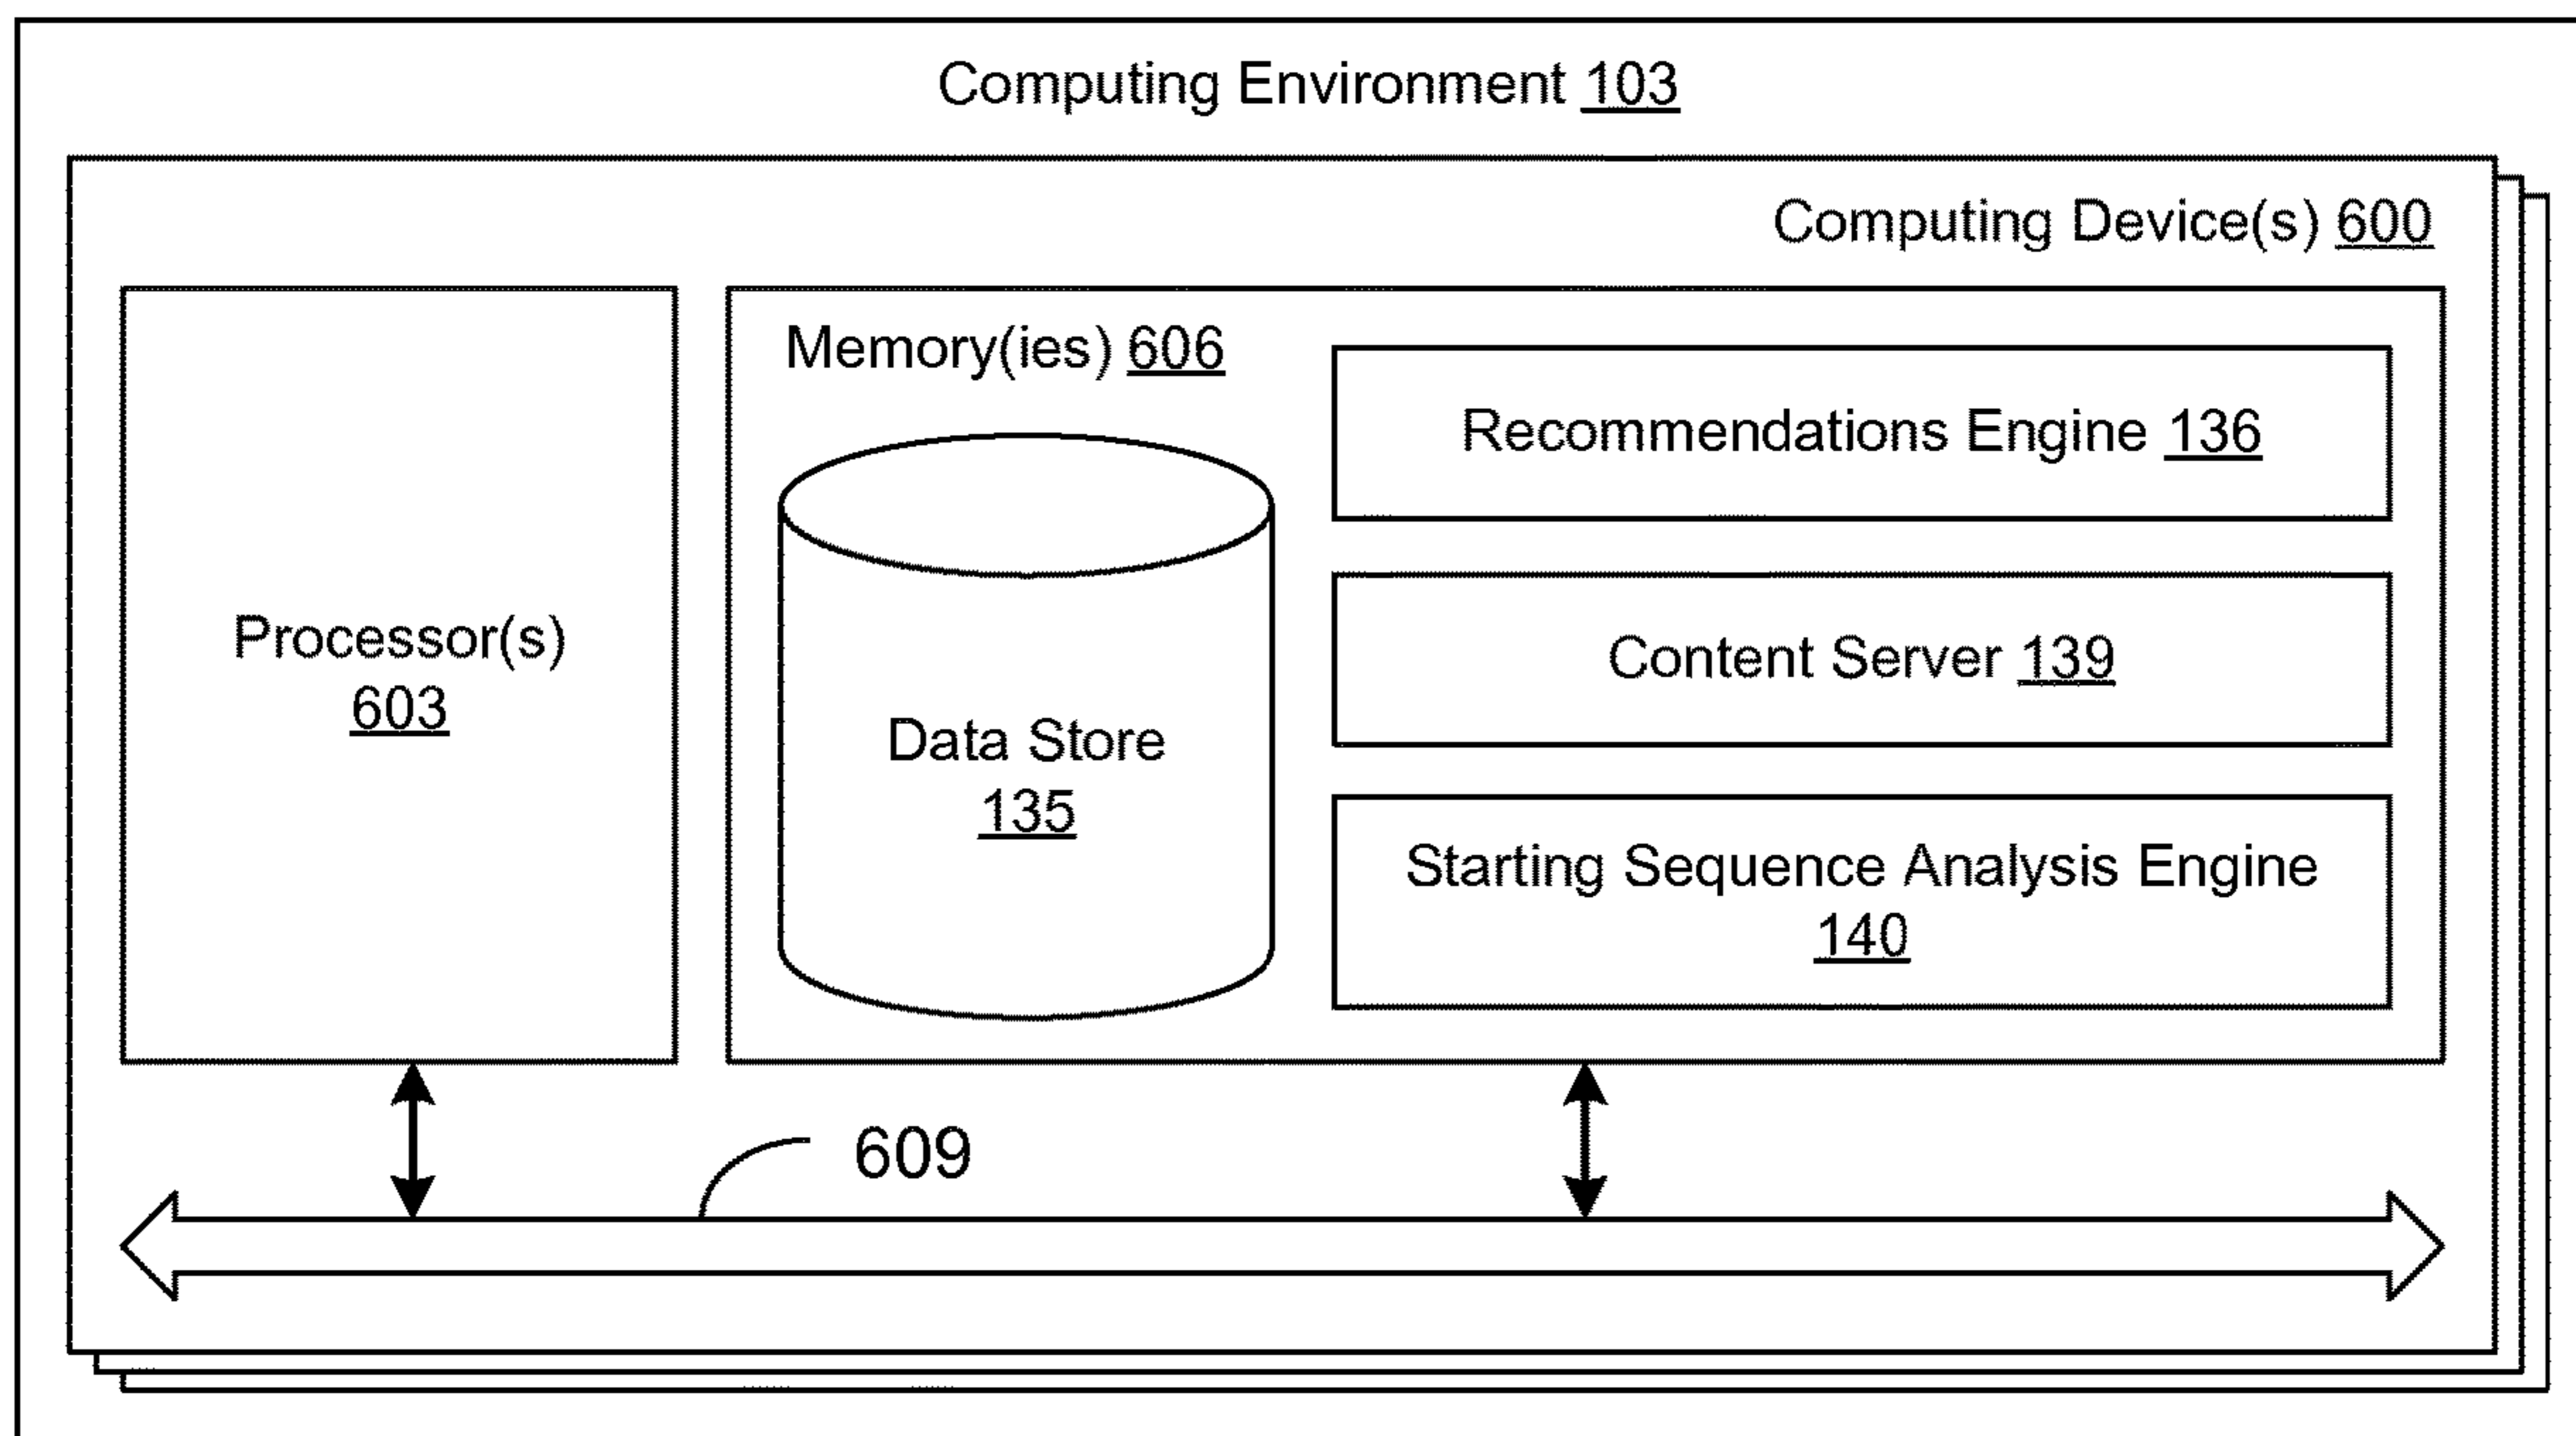 Computing Environment 103
Computing Device(s) 600
Processor(s)
603
Memory(ies) 606
Data Store
135
Recommendations Engine 136
Content Server 139
Starting Sequence Analysis Engine
140
609